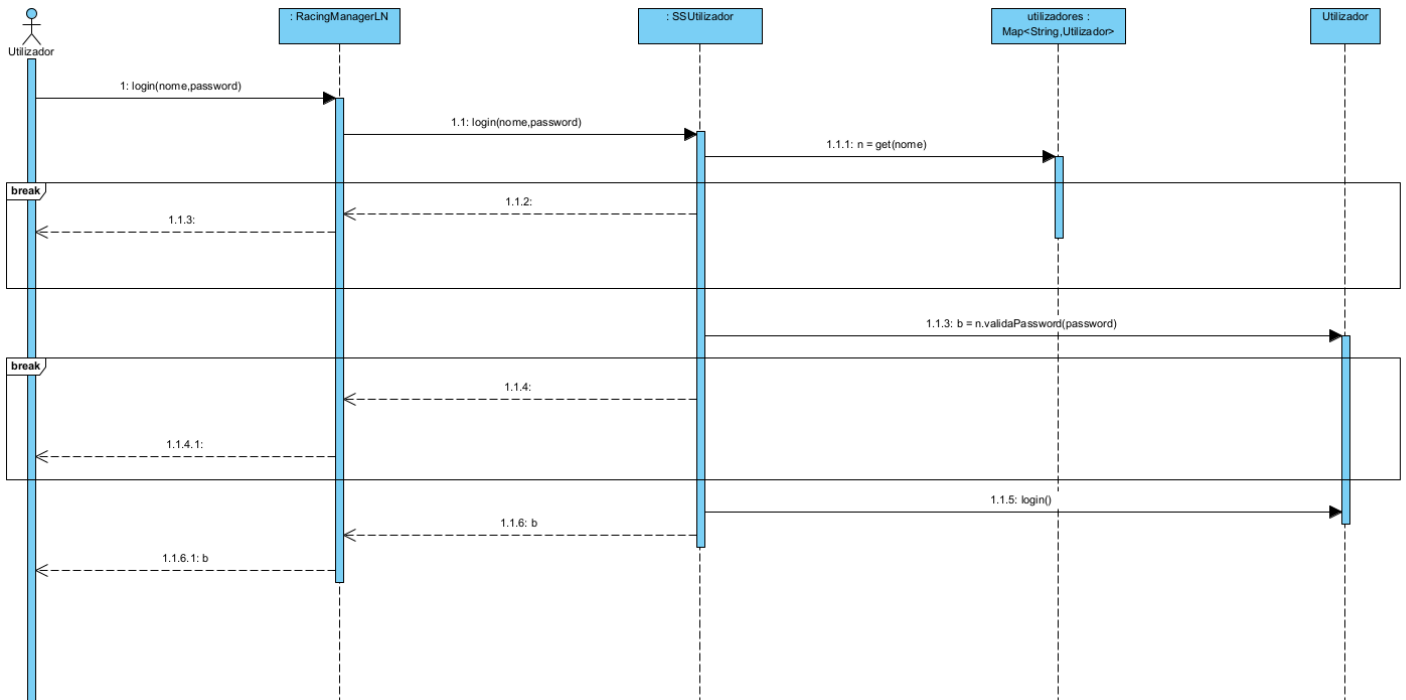 : RacingManagerLN
: SSUtilizador
utilizadores :
Map<String,Utilizador>
Utilizador
Utilizador
1: login(nome,password)
1.1: login(nome,password)
1.1.1: n = get(nome)
break
1.1.2:
1.1.3:
1.1.3: b = n.validaPassword(password)
break
1.1.4:
1.1.4.1:
1.1.5: login()
1.1.6: b
1.1.6.1: b